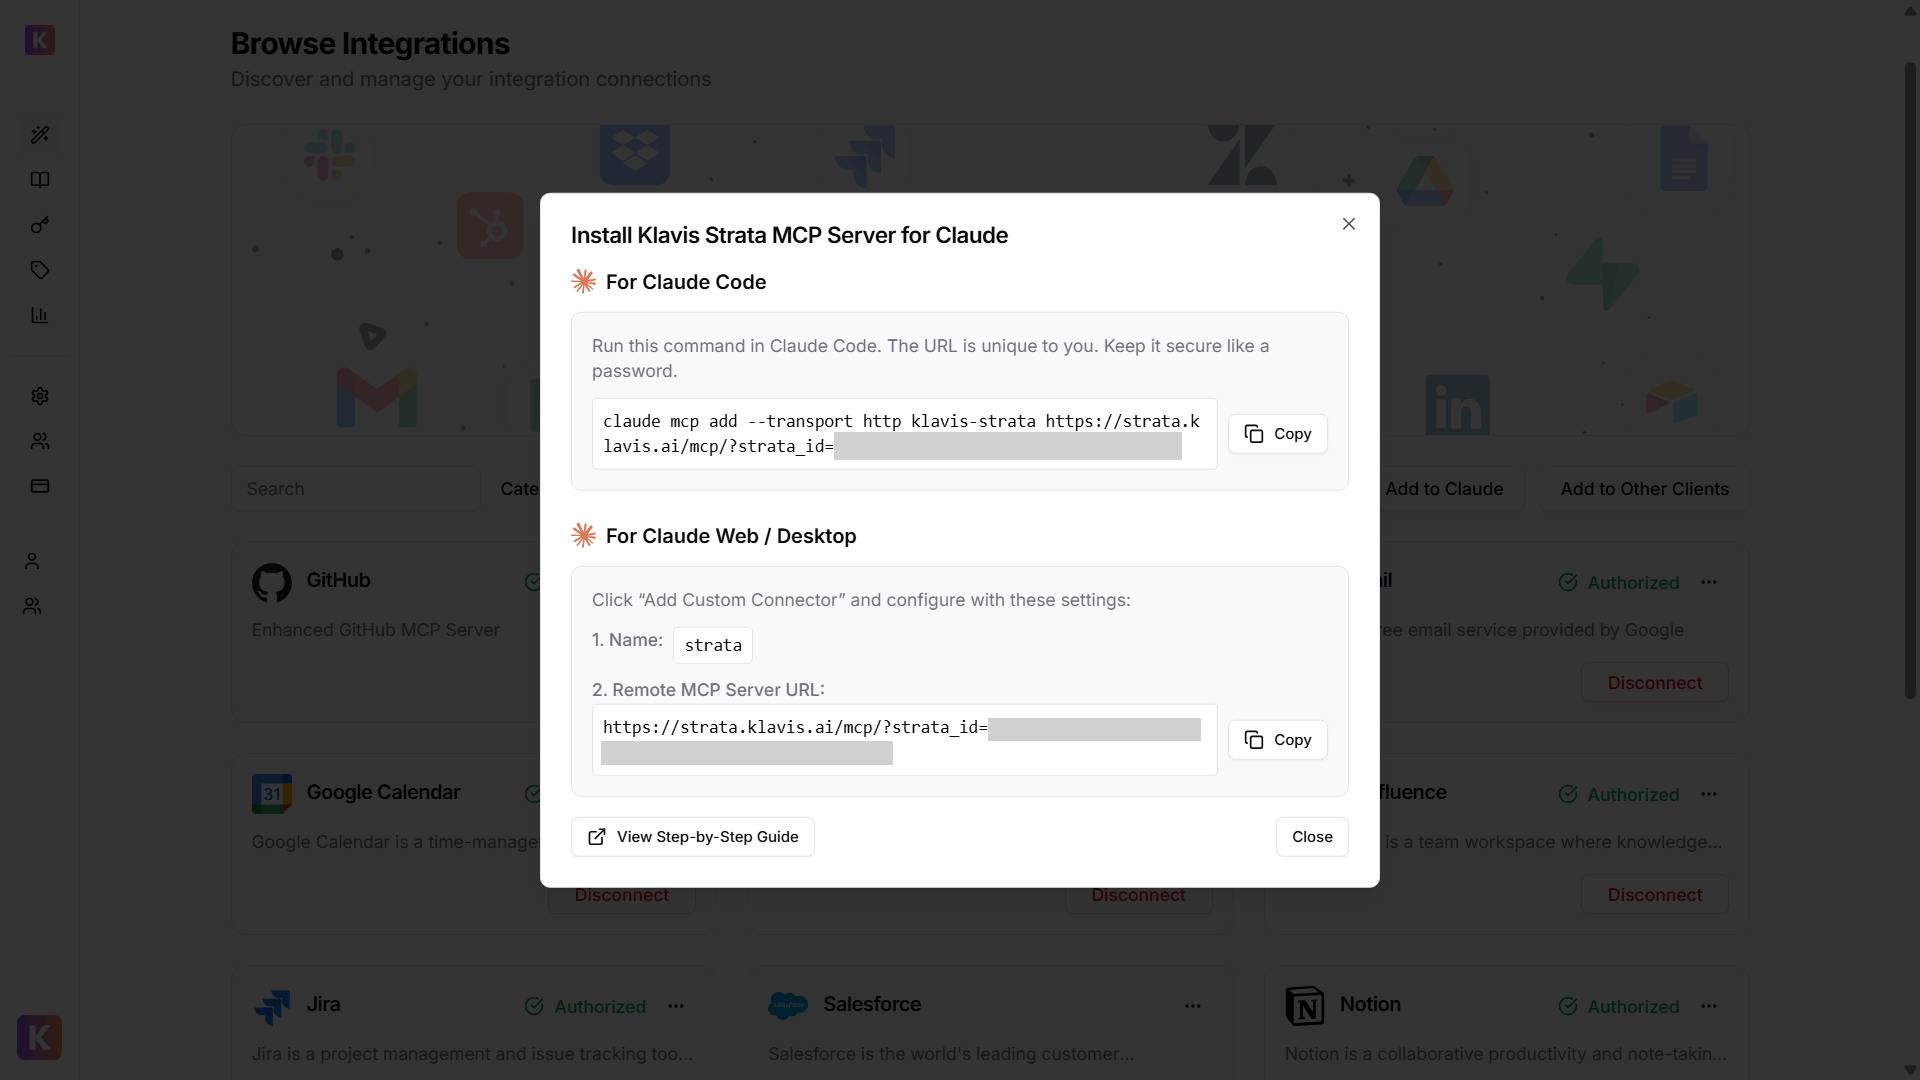 K
Browse Integrations
Discover and manage your integration connections
Install Klavis Strata MCP Server for Claude
For Claude Code
Run this command in Claude Code. The URL is unique to you. Keep it secure like a
password.
claude mcp add --transport http klavis-strata https://strata.k
lavis.ai/mcp/?strata_id=
Copy
For Claude Web / Desktop
Click “Add Custom Connector” and configure with these settings:
1. Name: strata
2. Remote MCP Server URL:
https://strata.klavis.ai/mcp/?strata_id=
Copy
View Step-by-Step Guide
Close
in
Search
Cate
Add to Claude
Add to Other Clients
GitHub
Enhanced GitHub MCP Server
il
Authorized
ree email service provided by Google
Disconnect
31
Google Calendar
Google Calendar is a time-manage
Disconnect
Disconnect
fluence
Authorized
is a team workspace where knowledge...
Disconnect
Jira
Authorized
Jira is a project management and issue tracking too...
salesforce
Salesforce
Salesforce is the world's leading customer...
N
Notion
Authorized
Notion is a collaborative productivity and note-takin...
K